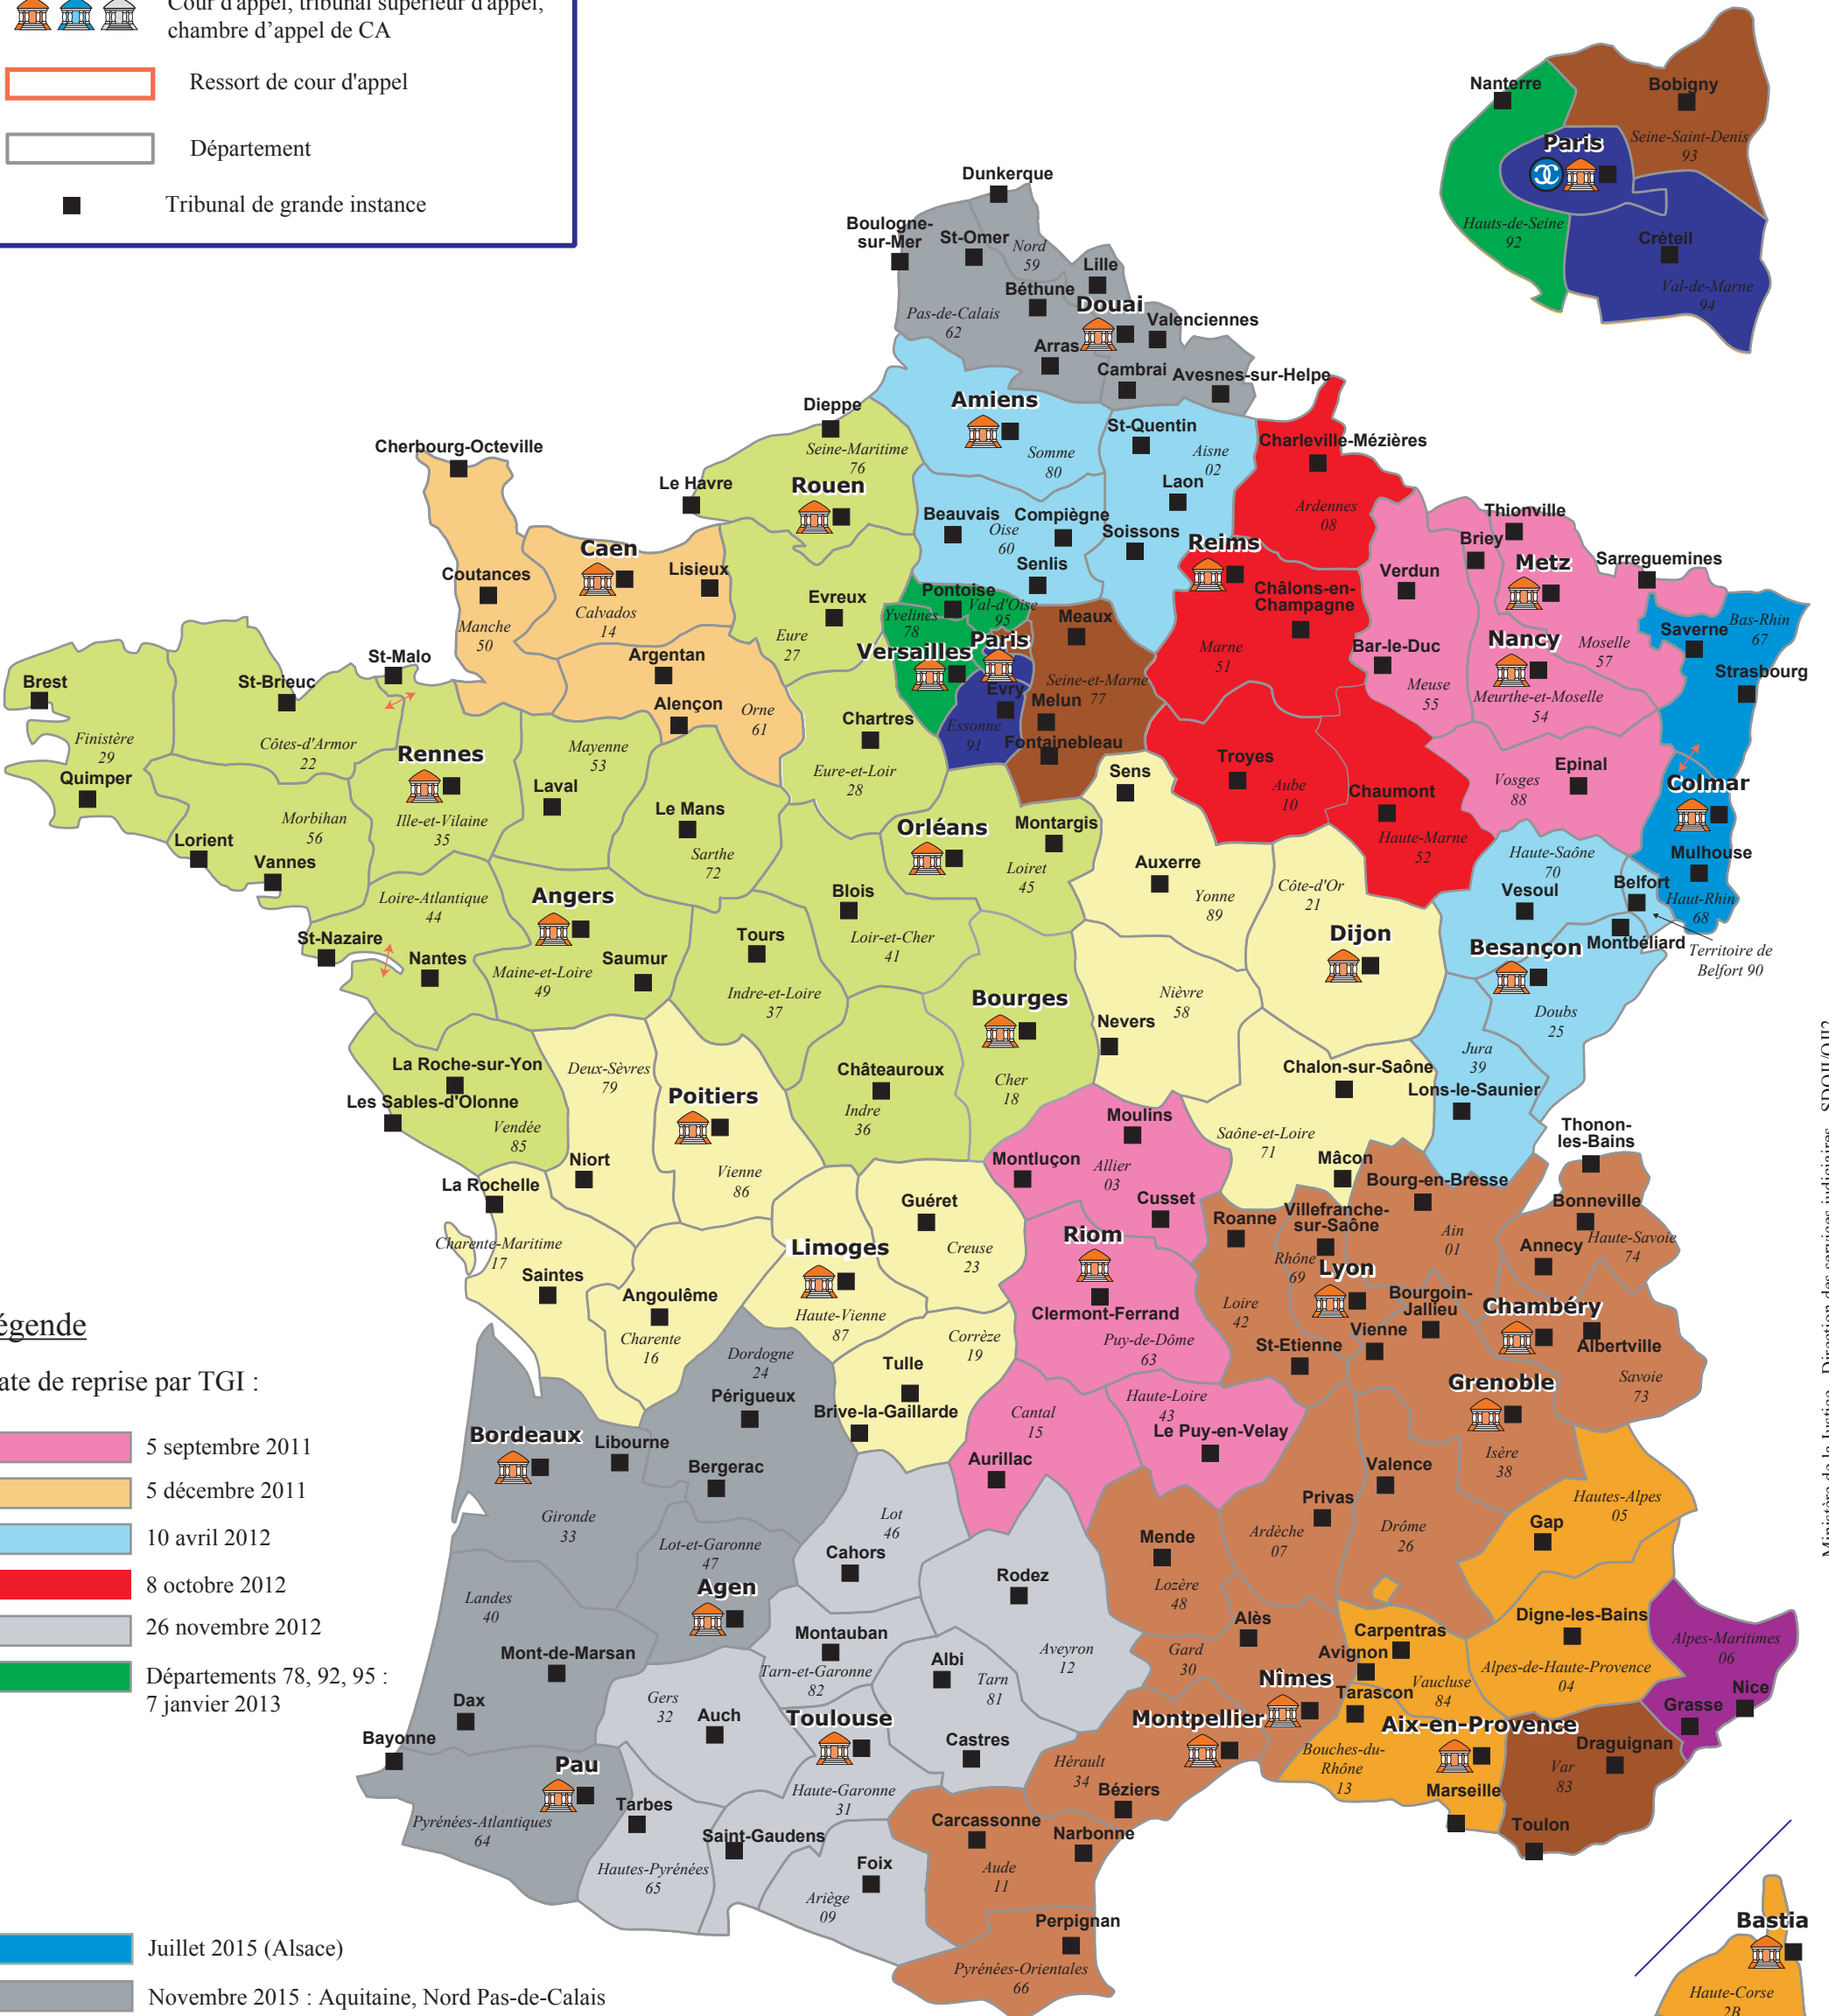 Cour d'appel, tribunal supérieur d'appel,
chambre d’appel de CA
Ressort de cour d'appel
Département
Tribunal de grande instance
Nanterre
Bobigny
Seine-Saint-Denis
93
Paris
Hauts-de-Seine
92
Créteil
Val-de-Marne
94
Dunkerque
Boulogne-
sur-Mer
St-Omer
Nord
59
Lille
Béthune
Douai
Pas-de-Calais
62
Valenciennes
Arras
Cambrai
Avesnes-sur-Helpe
Amiens
Dieppe
St-Quentin
Somme
80
Aisne
02
Charleville-Mézières
Cherbourg-Octeville
Seine-Maritime
76
Le Havre
Rouen
Laon
Ardennes
08
Beauvais
Oise
60
Compiègne
Soissons
Senlis
Reims
Thionville
Briey
Metz
Sarreguemines
Caen
Coutances
Lisieux
Calvados
14
Manche
50
Evreux
Eure
27
Pontoise
Val-d'Oise
95
Yvelines
78
Meaux
Châlons-en-
Champagne
Verdun
Paris
Versailles
Marne
51
Bar-le-Duc
Meuse
55
Nancy
Moselle
57
Meurthe-et-Moselle
54
Saverne
Bas-Rhin
67
Strasbourg
Argentan
Alençon
Orne
61
St-Malo
Brest
St-Brieuc
Finistère
29
Côtes-d'Armor
22
Quimper
Rennes
Mayenne
53
Laval
Chartres
Evry
Essonne
91
Seine-et-Marne
77
Melun
Fontainebleau
Eure-et-Loir
28
Sens
Troyes
Aube
10
Chaumont
Haute-Marne
52
Vosges
88
Epinal
Colmar
Morbihan
56
Ille-et-Vilaine
35
Le Mans
Sarthe
72
Lorient
Vannes
Orléans
Montargis
Loiret
45
Auxerre
Yonne
89
Côte-d'Or
21
Haute-Saône
70
Vesoul
Belfort
Mulhouse
Haut-Rhin
68
Loire-Atlantique
44
Angers
Blois
Loir-et-Cher
41
St-Nazaire
Nantes
Saumur
Maine-et-Loire
49
Tours
Indre-et-Loire
37
Dijon
Besançon
Montbéliard
Territoire de
Belfort 90
Bourges
Nevers
Nièvre
58
Doubs
25
Jura
39
La Roche-sur-Yon
Deux-Sèvres
79
Poitiers
Châteauroux
Indre
36
Cher
18
Chalon-sur-Saône
Lons-le-Saunier
Les Sables-d'Olonne
Vendée
85
Niort
Vienne
86
Moulins
Montluçon
Allier
03
Cusset
Saône-et-Loire
71
Mâcon
Bourg-en-Bresse
Thonon-
les-Bains
La Rochelle
Charente-Maritime
17
Saintes
Guéret
Creuse
23
Limoges
Riom
Roanne
Villefranche-
sur-Saône
Rhône
69
Ain
01
Bonneville
Annecy
Haute-Savoie
74
Angoulême
Charente
16
Haute-Vienne
87
Clermont-Ferrand
Puy-de-Dôme
63
Loire
42
Lyon
Bourgoin-
Jallieu
Vienne
Chambéry
Albertville
Savoie
73
St-Etienne
Dordogne
24
Périgueux
Tulle
Corrèze
19
Brive-la-Gaillarde
Cantal
15
Haute-Loire
43
Le Puy-en-Velay
Grenoble
Isère
38
égende
ate de reprise par TGI :
5 septembre 2011
5 décembre 2011
10 avril 2012
8 octobre 2012
26 novembre 2012
Départements 78, 92, 95 :
7 janvier 2013
Bordeaux
Libourne
Bergerac
Gironde
33
Aurillac
Valence
Privas
Ardèche
07
Drôme
26
Hautes-Alpes
05
Gap
Lot
46
Cahors
Lot-et-Garonne
47
Agen
Rodez
Mende
Lozère
48
Landes
40
Mont-de-Marsan
Montauban
Tarn-et-Garonne
82
Albi
Tarn
81
Aveyron
12
Alès
Gard
30
Nîmes
Carpentras
Avignon
Vaucluse
84
Tarascon
Digne-les-Bains
Alpes-de-Haute-Provence
04
Alpes-Maritimes
06
Nice
Grasse
Dax
Bayonne
Gers
32
Auch
Toulouse
Castres
Montpellier
Hérault
34
Béziers
Aix-en-Provence
Bouches-du-
Rhône
13
Marseille
Draguignan
Var
83
Toulon
Pau
Pyrénées-Atlantiques
64
Tarbes
Haute-Garonne
31
Saint-Gaudens
Hautes-Pyrénées
65
Foix
Ariège
09
Carcassonne
Narbonne
Aude
11
Perpignan
Pyrénées-Orientales
66
Bastia
Haute-Corse
2B
Juillet 2015 (Alsace)
Novembre 2015 : Aquitaine, Nord Pas-de-Calais
Ministère de la Justice - Direction des services judiciaires - SDOJI/OJI2